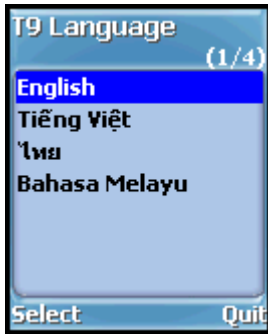 T9 Language
(1/4)
English
Tiếng Việt
ไทย
Bahasa Melayu
Select Quit